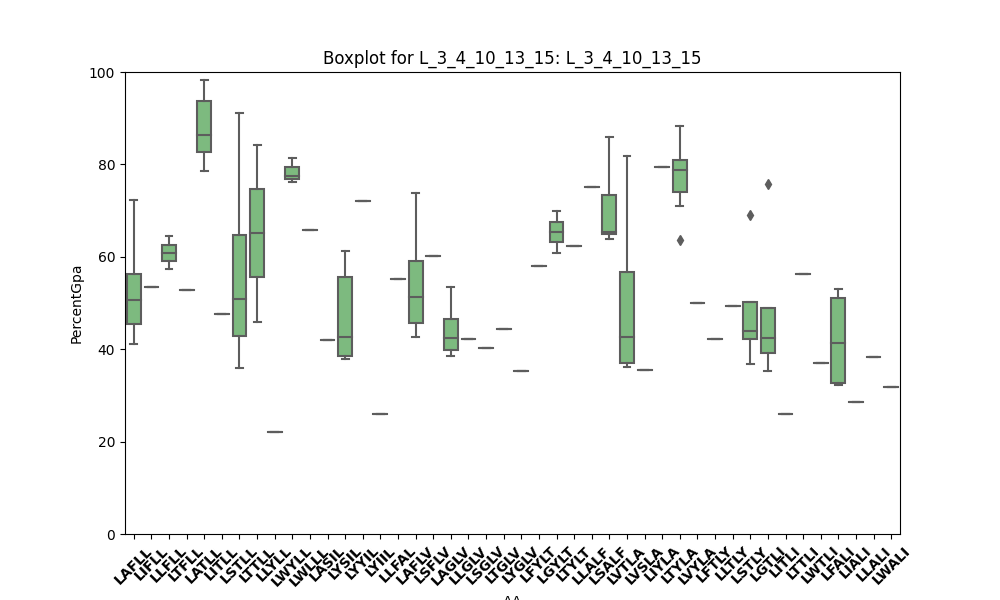 Boxplot for L_3_4_10_13_15: L_3_4_10_13_15
100
80
60
40
20
0
PercentGpa
LAFLL
LIFLL
LLFLL
LTFLL
LATLL
LITLL
LSTLL
LTTLL
LLYLL
LWYLL
LWLLL
LASIL
LYSIL
LYYIL
LYIIL
LLFAL
LAFLV
LSFLV
LAGLV
LLGLV
LSGLV
LTGLV
LYGLV
LFYLT
LGYLT
LTYLT
LLALF
LSALF
LVTLA
LVSLA
LIYLA
LTYLA
LVYLA
LFTLY
LLTLY
LSTLY
LGTLI
LITLI
LTTLI
LWTLI
LFALI
LIALI
LLALI
LWALI